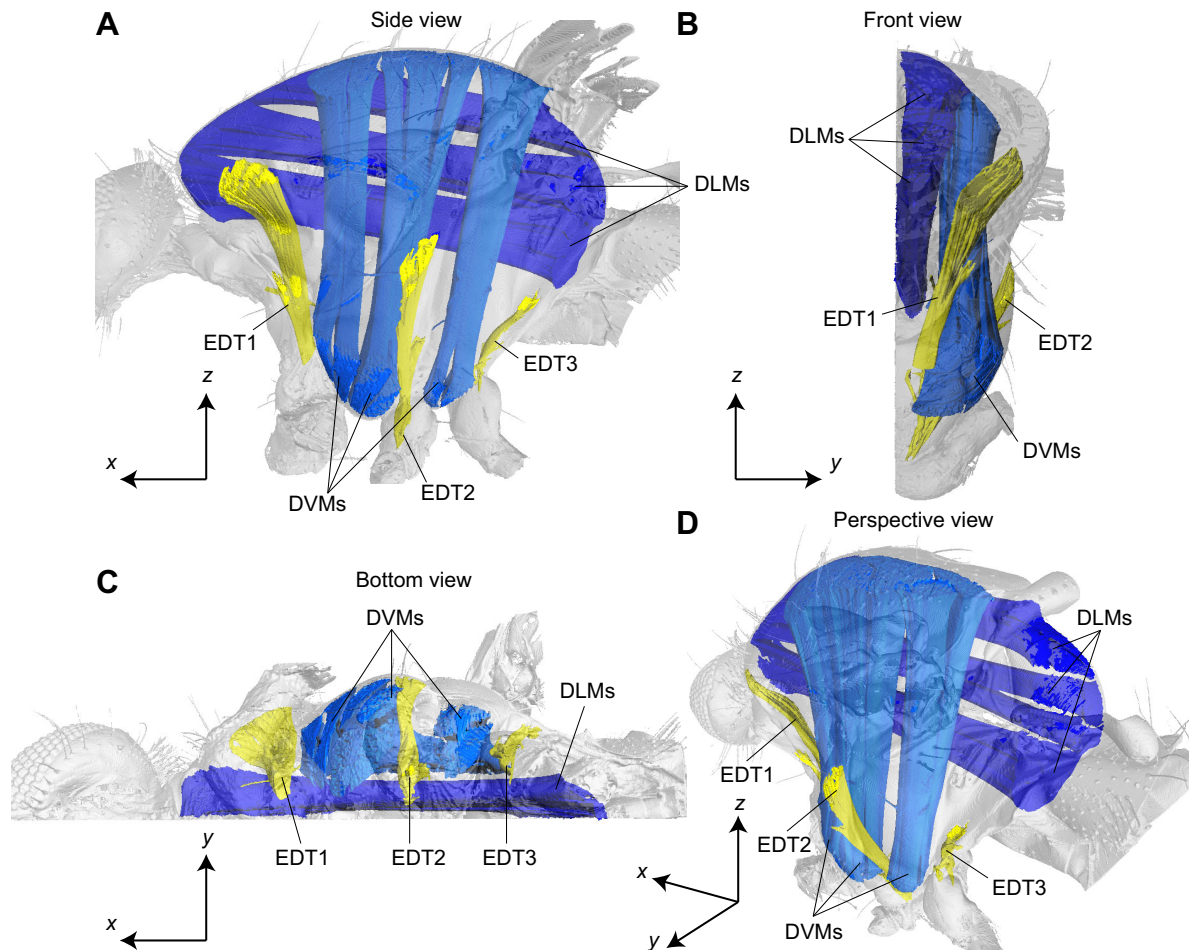 A
Side view
DLMs
EDT1
EDT3
z
x
DVMs
EDT2
B
Front view
DLMs
EDT1
EDT2
z
y
DVMs
C
Bottom view
DVMs
DLMs
EDT1
EDT2
EDT3
y
x
D
Perspective view
DLMs
EDT1
z
EDT2
x
EDT3
y
DVMs